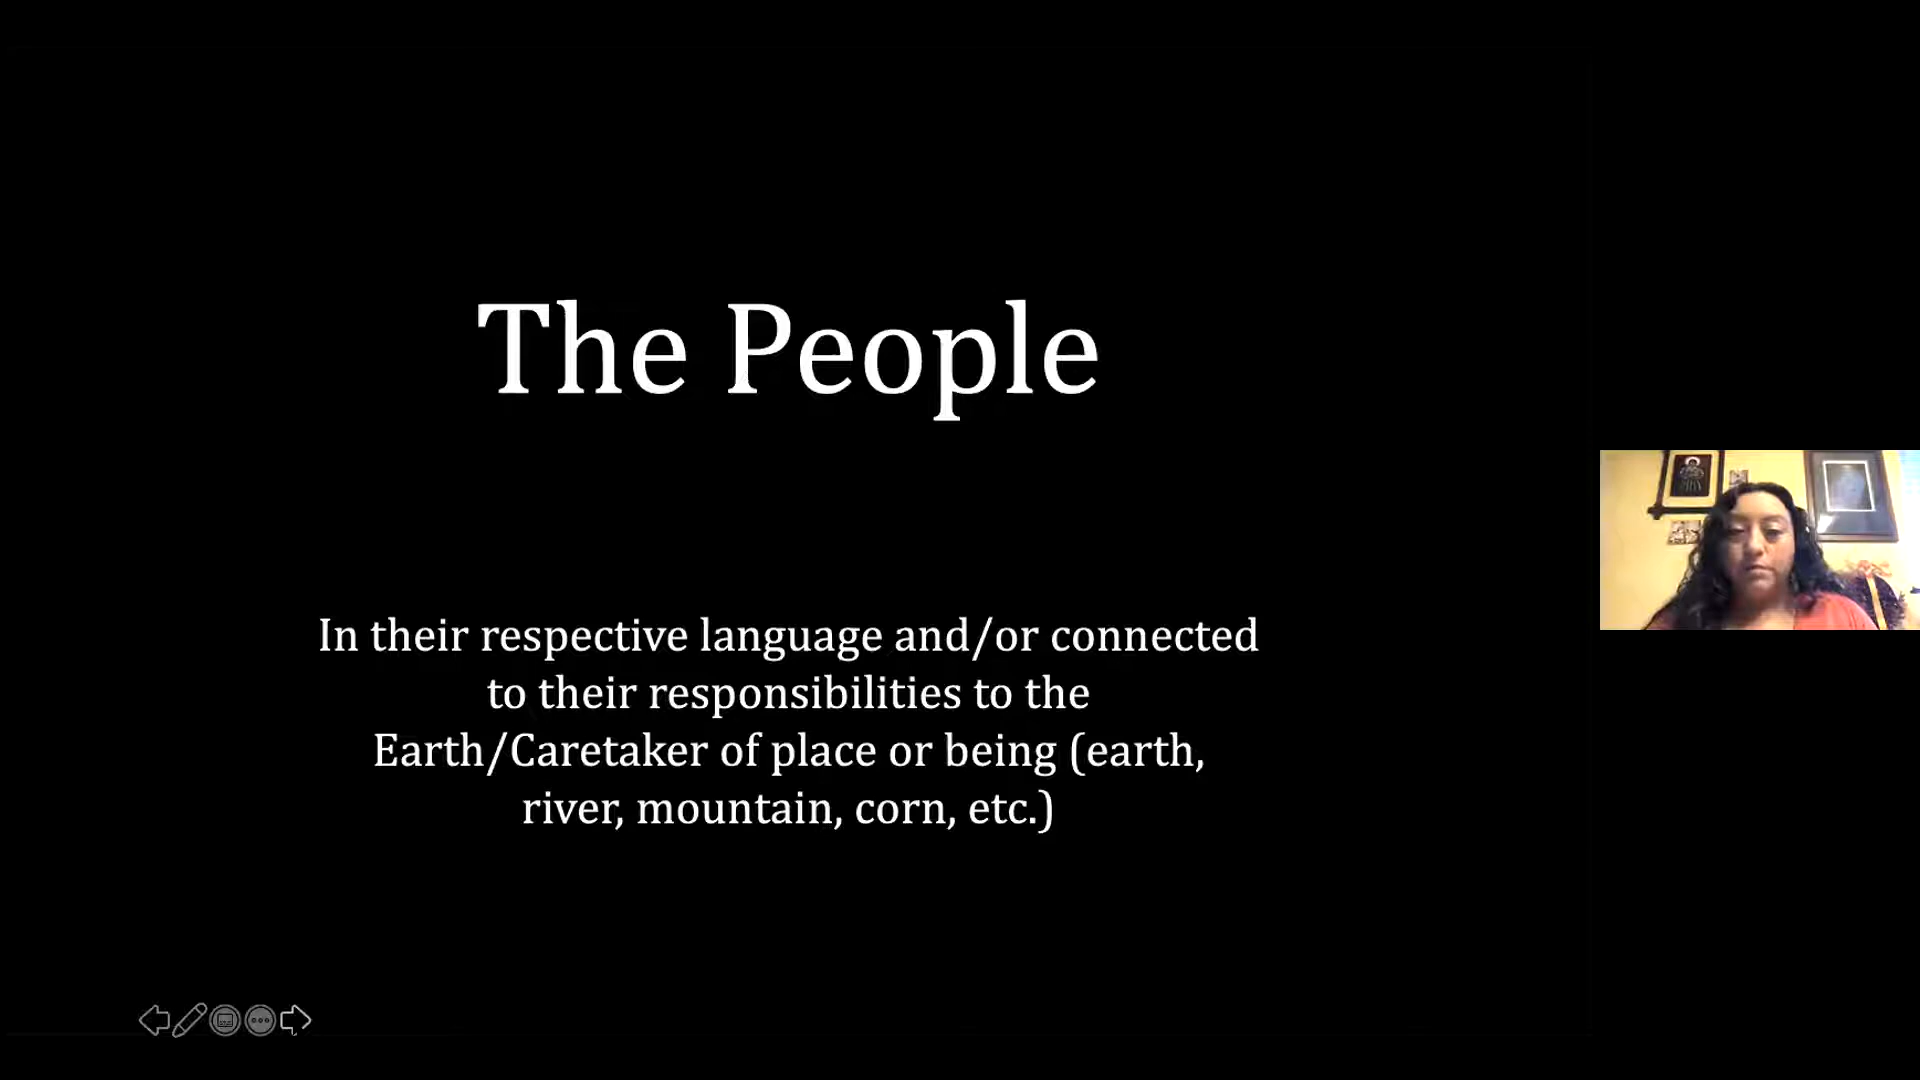 The People
In their respective language and/or connected
to their responsibilities to the
Earth/Caretaker of place or being (earth,
river, mountain, corn, etc.)